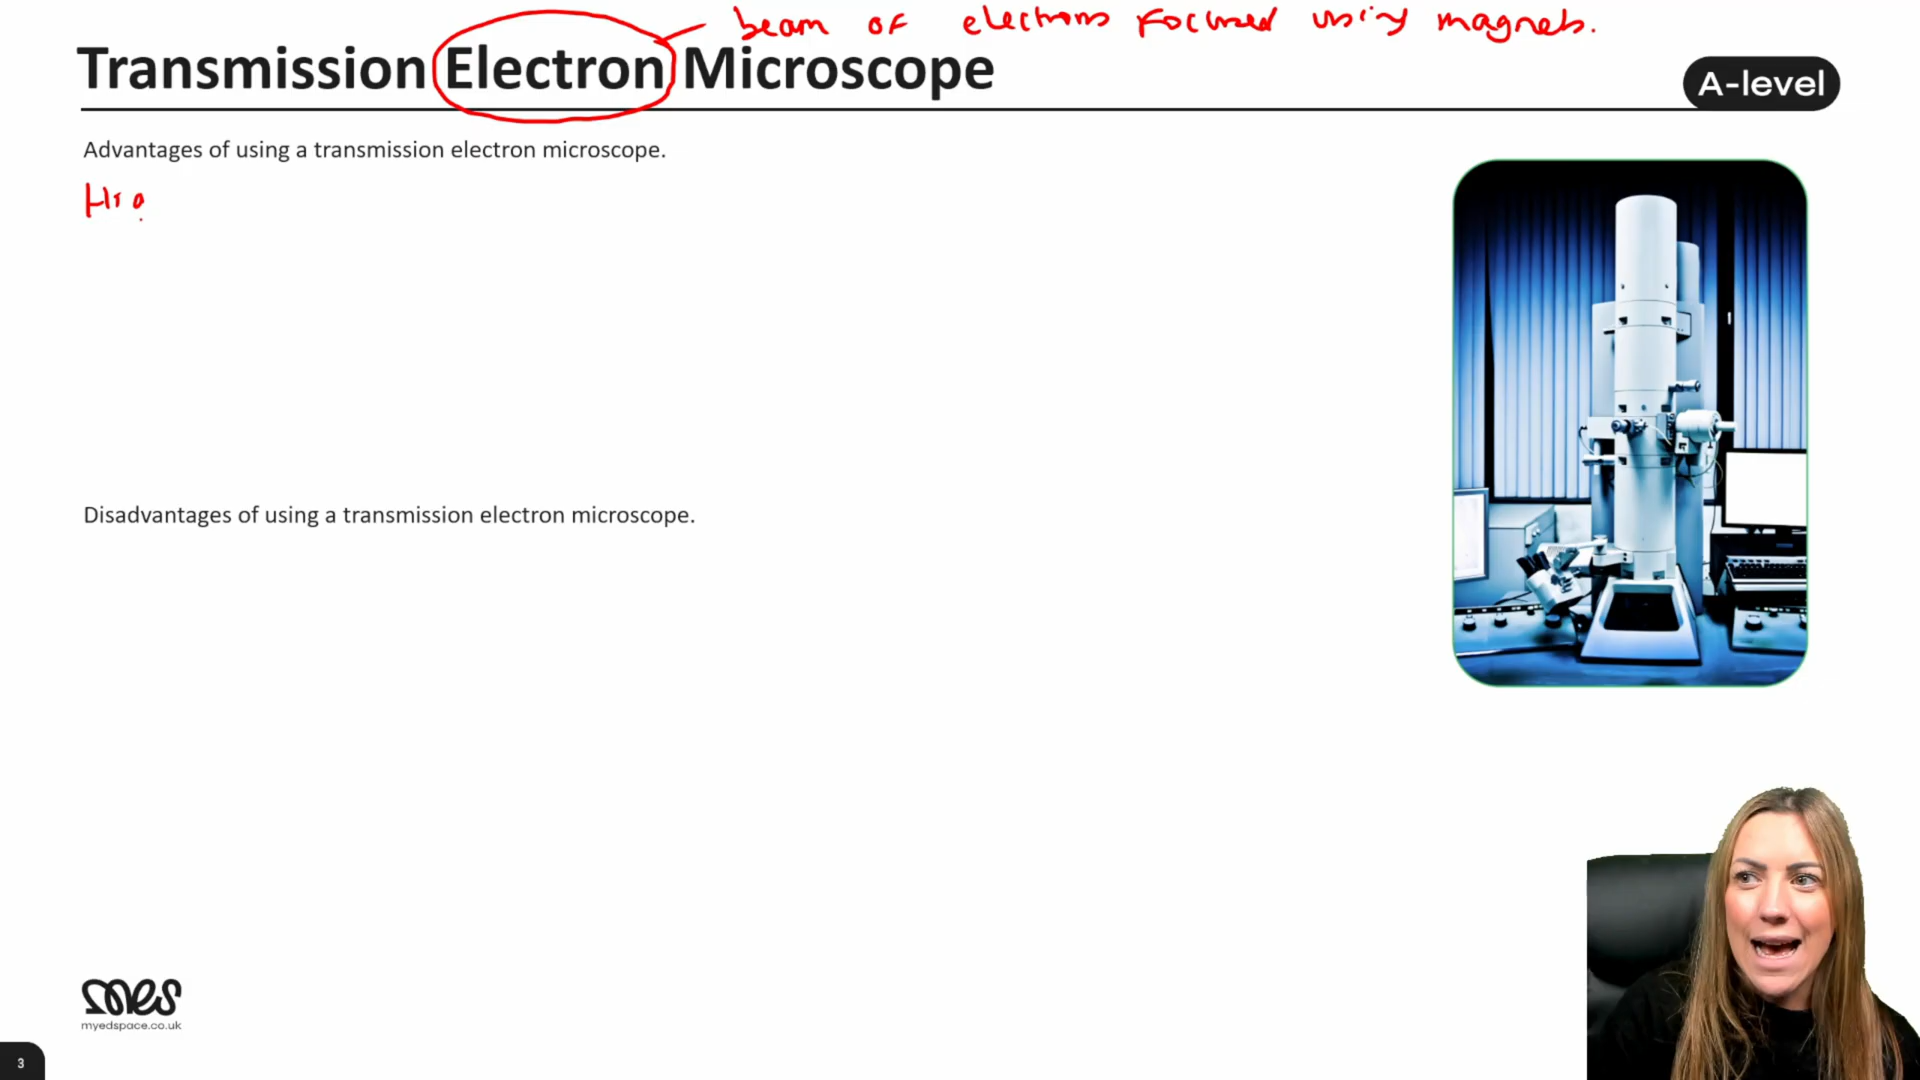 beam of electrons focused using magnets.
Transmission Electron Microscope
A-level
Advantages of using a transmission electron microscope.
Disadvantages of using a transmission electron microscope.
mes
myedspace.co.uk
3